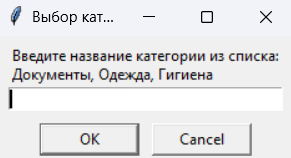 Выбор кат...
Введите название категории из списка:
Документы, Одежда, Гигиена
OK
Cancel